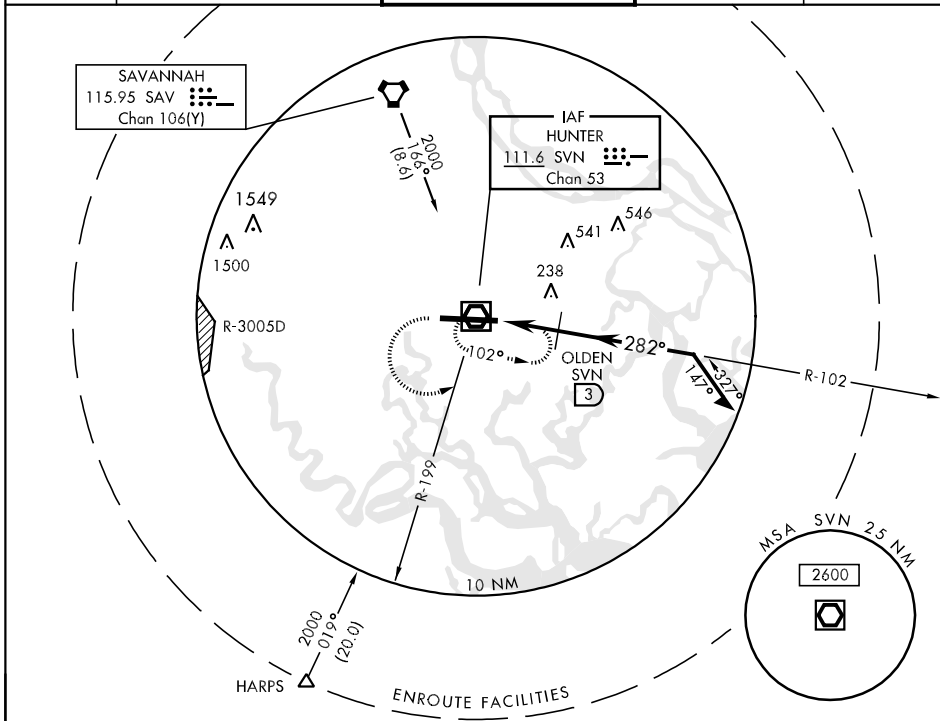 SAVANNAH
115.95 SAV
Chan 106(Y)
2000
166°
(8.6)
IAF
HUNTER
111.6 SVN
Chan 53
1549
1500
546
541
238
R-3005D
102°
OLDEN
SVN
3
282°
327°
147°
R-102
R-199
10 NM
MSA SVN 25 NM
2600
2000
019°
(20.0)
HARPS
ENROUTE FACILITIES